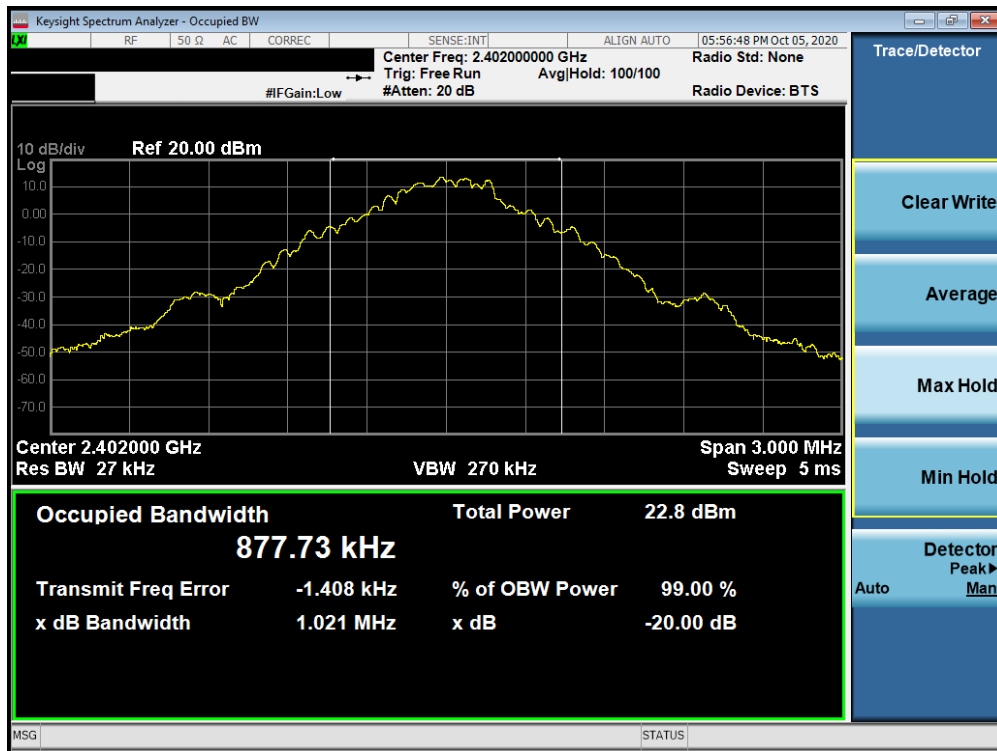 Keysight Spectrum Analyzer - Occupied BW
LXI RF 50 Ω AC CORREC SENSE:INT ALIGN AUTO 05:56:48 PM Oct 05, 2020
Center Freq: 2.402000000 GHz Radio Std: None
Trig: Free Run Avg|Hold: 100/100
#IFGain:Low #Atten: 20 dB Radio Device: BTS
10 dB/div Ref 20.00 dBm
Log
10.0
0.00
-10.0
-20.0
-30.0
-40.0
-50.0
-60.0
-70.0
Center 2.402000 GHz Span 3.000 MHz
Res BW 27 kHz VBW 270 kHz Sweep 5 ms
Occupied Bandwidth Total Power 22.8 dBm
877.73 kHz
Transmit Freq Error -1.408 kHz % of OBW Power 99.00 %
x dB Bandwidth 1.021 MHz x dB -20.00 dB
MSG STATUS
Trace/Detector
Clear Write
Average
Max Hold
Min Hold
Detector
Peak▶
Auto Man